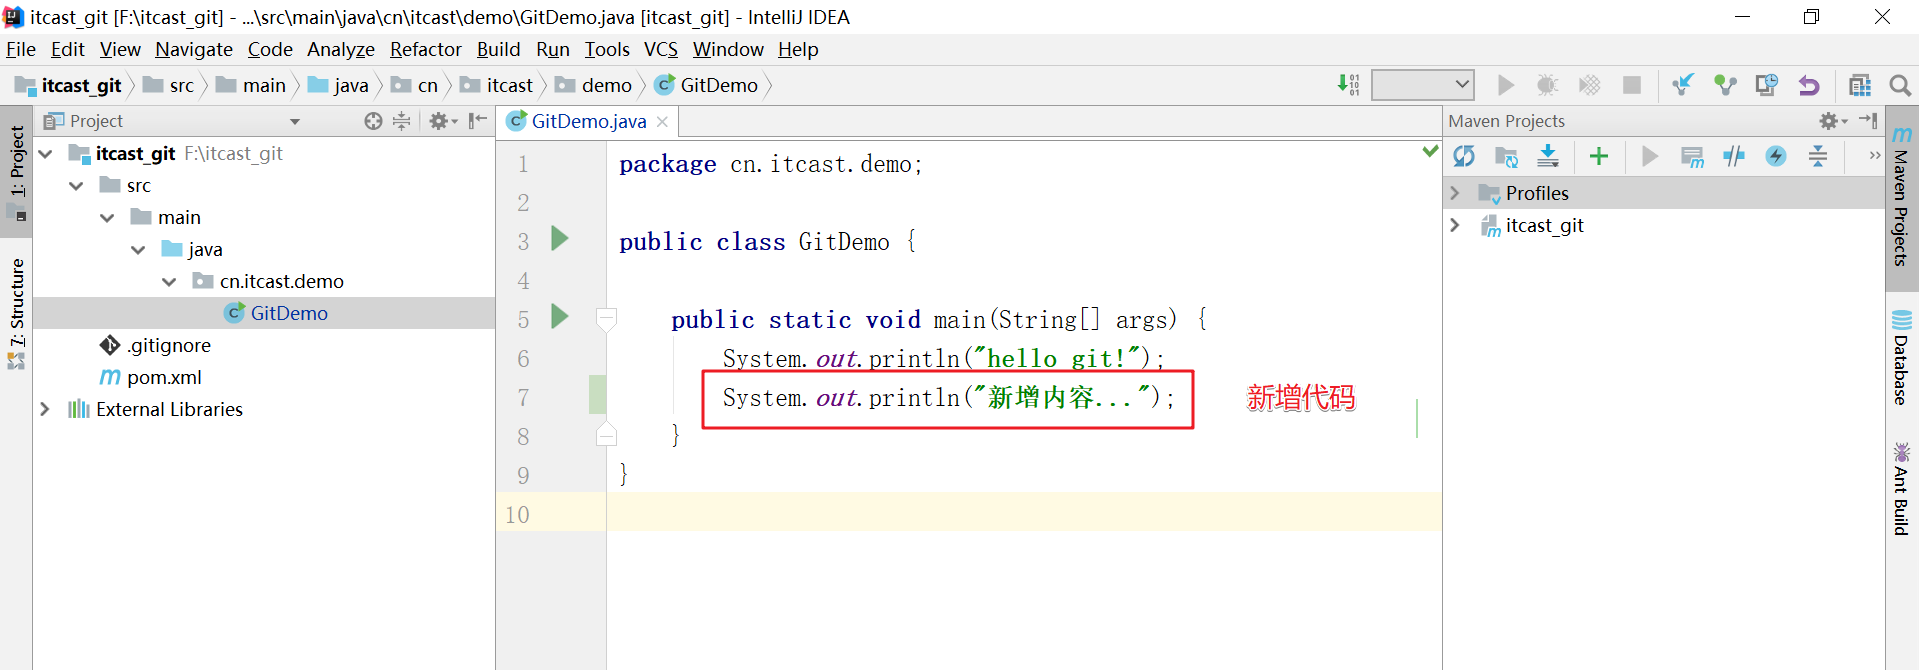 itcast_git [F:\itcast_git] - ...\src\main\java\cn\itcast\demo\GitDemo.java [itcast_git] - IntelliJ IDEA
File Edit View Navigate Code Analyze Refactor Build Run Tools VCS Window Help
itcast_git src main java cn itcast demo GitDemo
1: Project
7: Structure
Project
itcast_git F:\itcast_git
src
main
java
cn.itcast.demo
GitDemo
.gitignore
pom.xml
External Libraries
GitDemo.java
1 package cn.itcast.demo;
2
3 public class GitDemo {
4
5 public static void main(String[] args) {
6 System.out.println("hello git!");
7 System.out.println("新增内容...");
8 }
9 }
10
新增代码
Maven Projects
Profiles
itcast_git
Maven Projects
Database
Ant Build